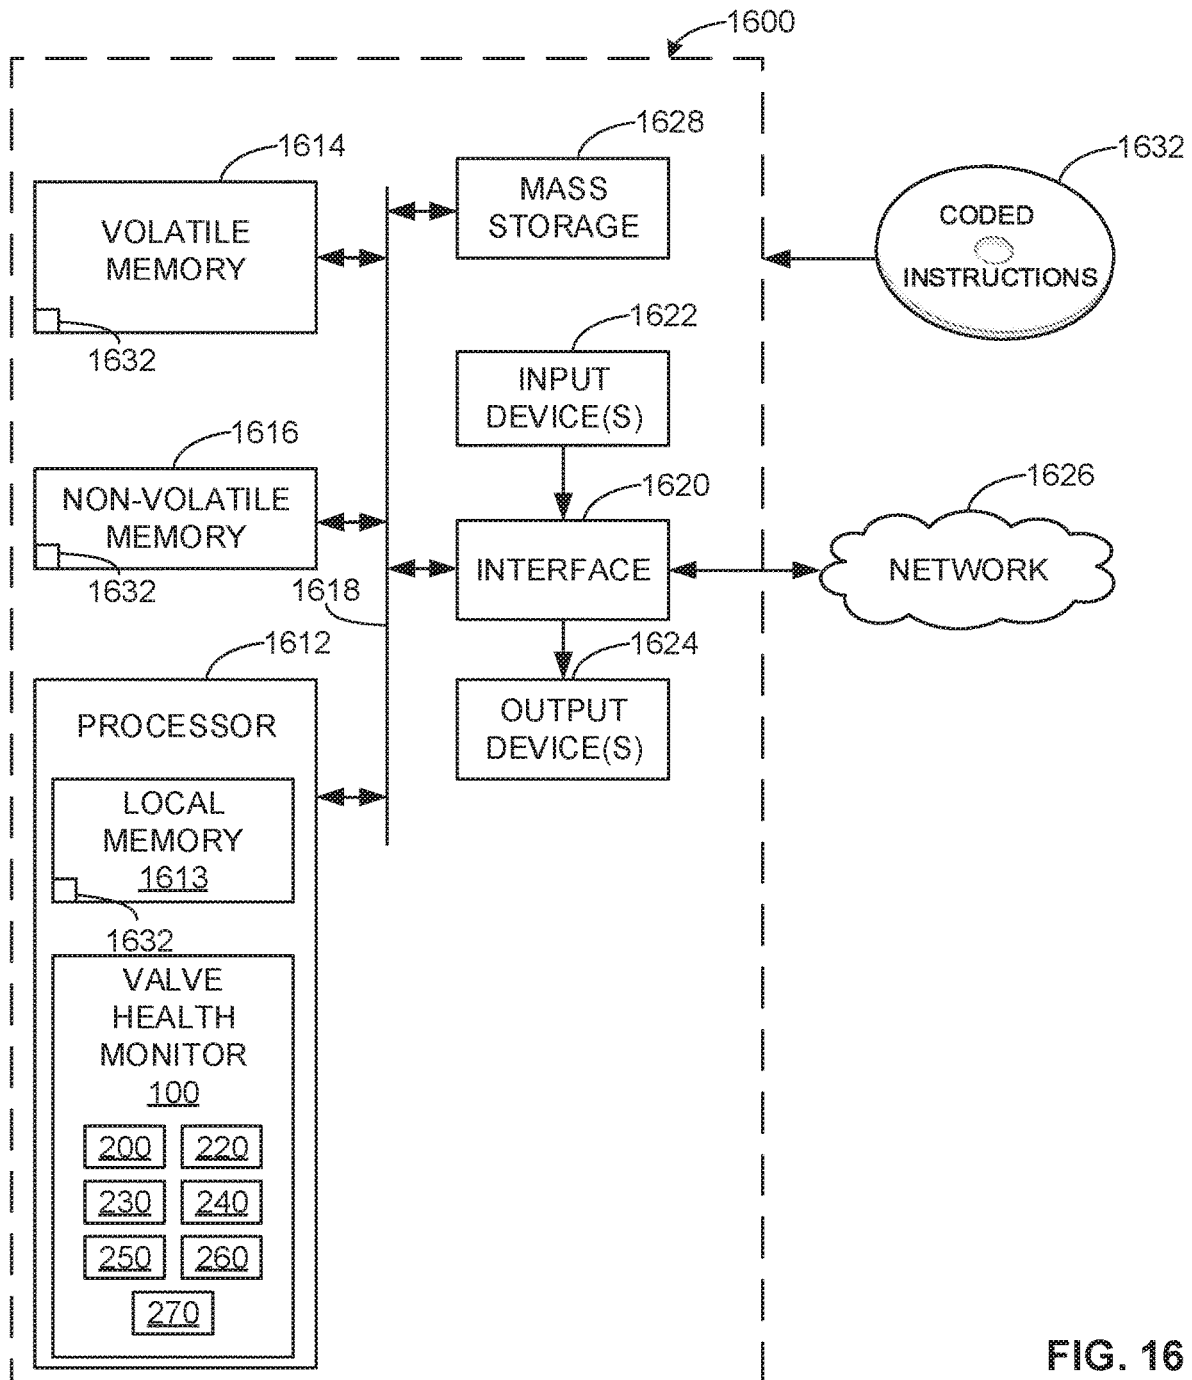 1600
1614
VOLATILE
MEMORY
1632
1628
MASS
STORAGE
1632
CODED
INSTRUCTIONS
1622
INPUT
DEVICE(S)
1616
NON-VOLATILE
MEMORY
1632
1618
1620
INTERFACE
1626
NETWORK
1624
OUTPUT
DEVICE(S)
1612
PROCESSOR
LOCAL
MEMORY
1613
1632
VALVE
HEALTH
MONITOR
100
200 220
230 240
250 260
270
FIG. 16